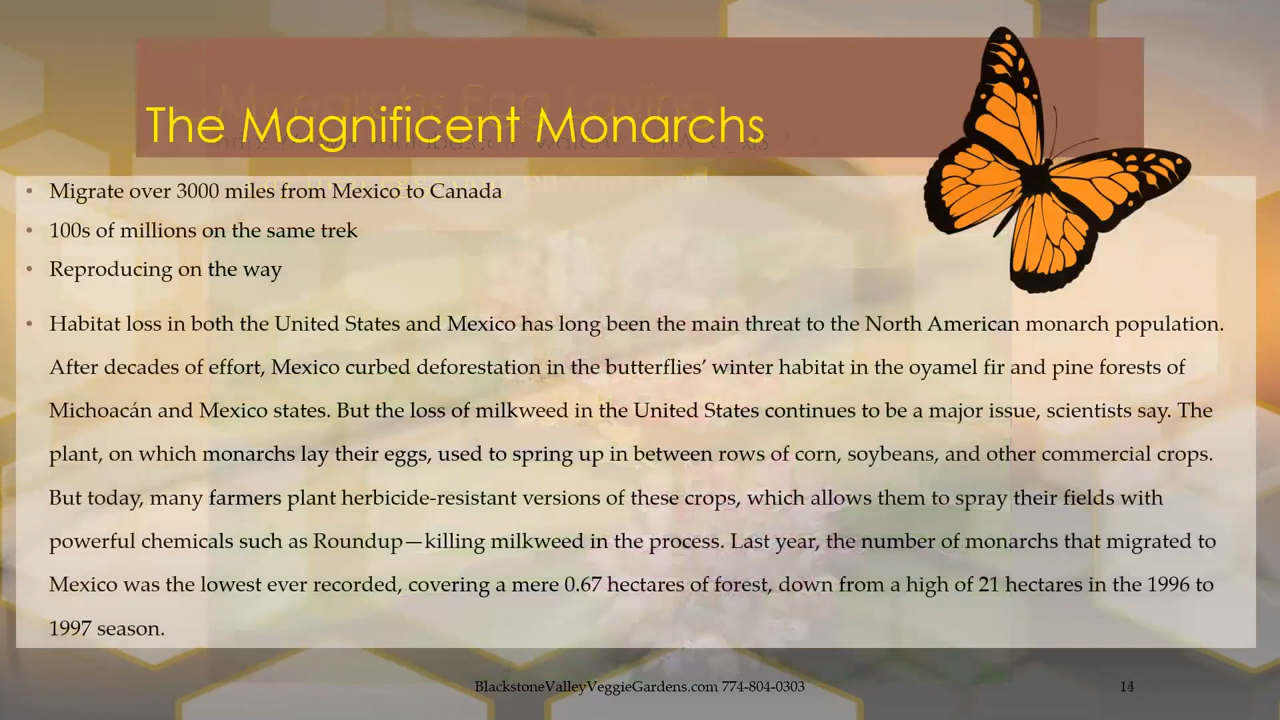 The Magnificent Monarchs
• Migrate over 3000 miles from Mexico to Canada
• 100s of millions on the same trek
• Reproducing on the way
• Habitat loss in both the United States and Mexico has long been the main threat to the North American monarch population.
After decades of effort, Mexico curbed deforestation in the butterflies’ winter habitat in the oyamel fir and pine forests of
Michoacán and Mexico states. But the loss of milkweed in the United States continues to be a major issue, scientists say. The
plant, on which monarchs lay their eggs, used to spring up in between rows of corn, soybeans, and other commercial crops.
But today, many farmers plant herbicide-resistant versions of these crops, which allows them to spray their fields with
powerful chemicals such as Roundup—killing milkweed in the process. Last year, the number of monarchs that migrated to
Mexico was the lowest ever recorded, covering a mere 0.67 hectares of forest, down from a high of 21 hectares in the 1996 to
1997 season.
BlackstoneValleyVeggieGardens.com 774-804-0303 14